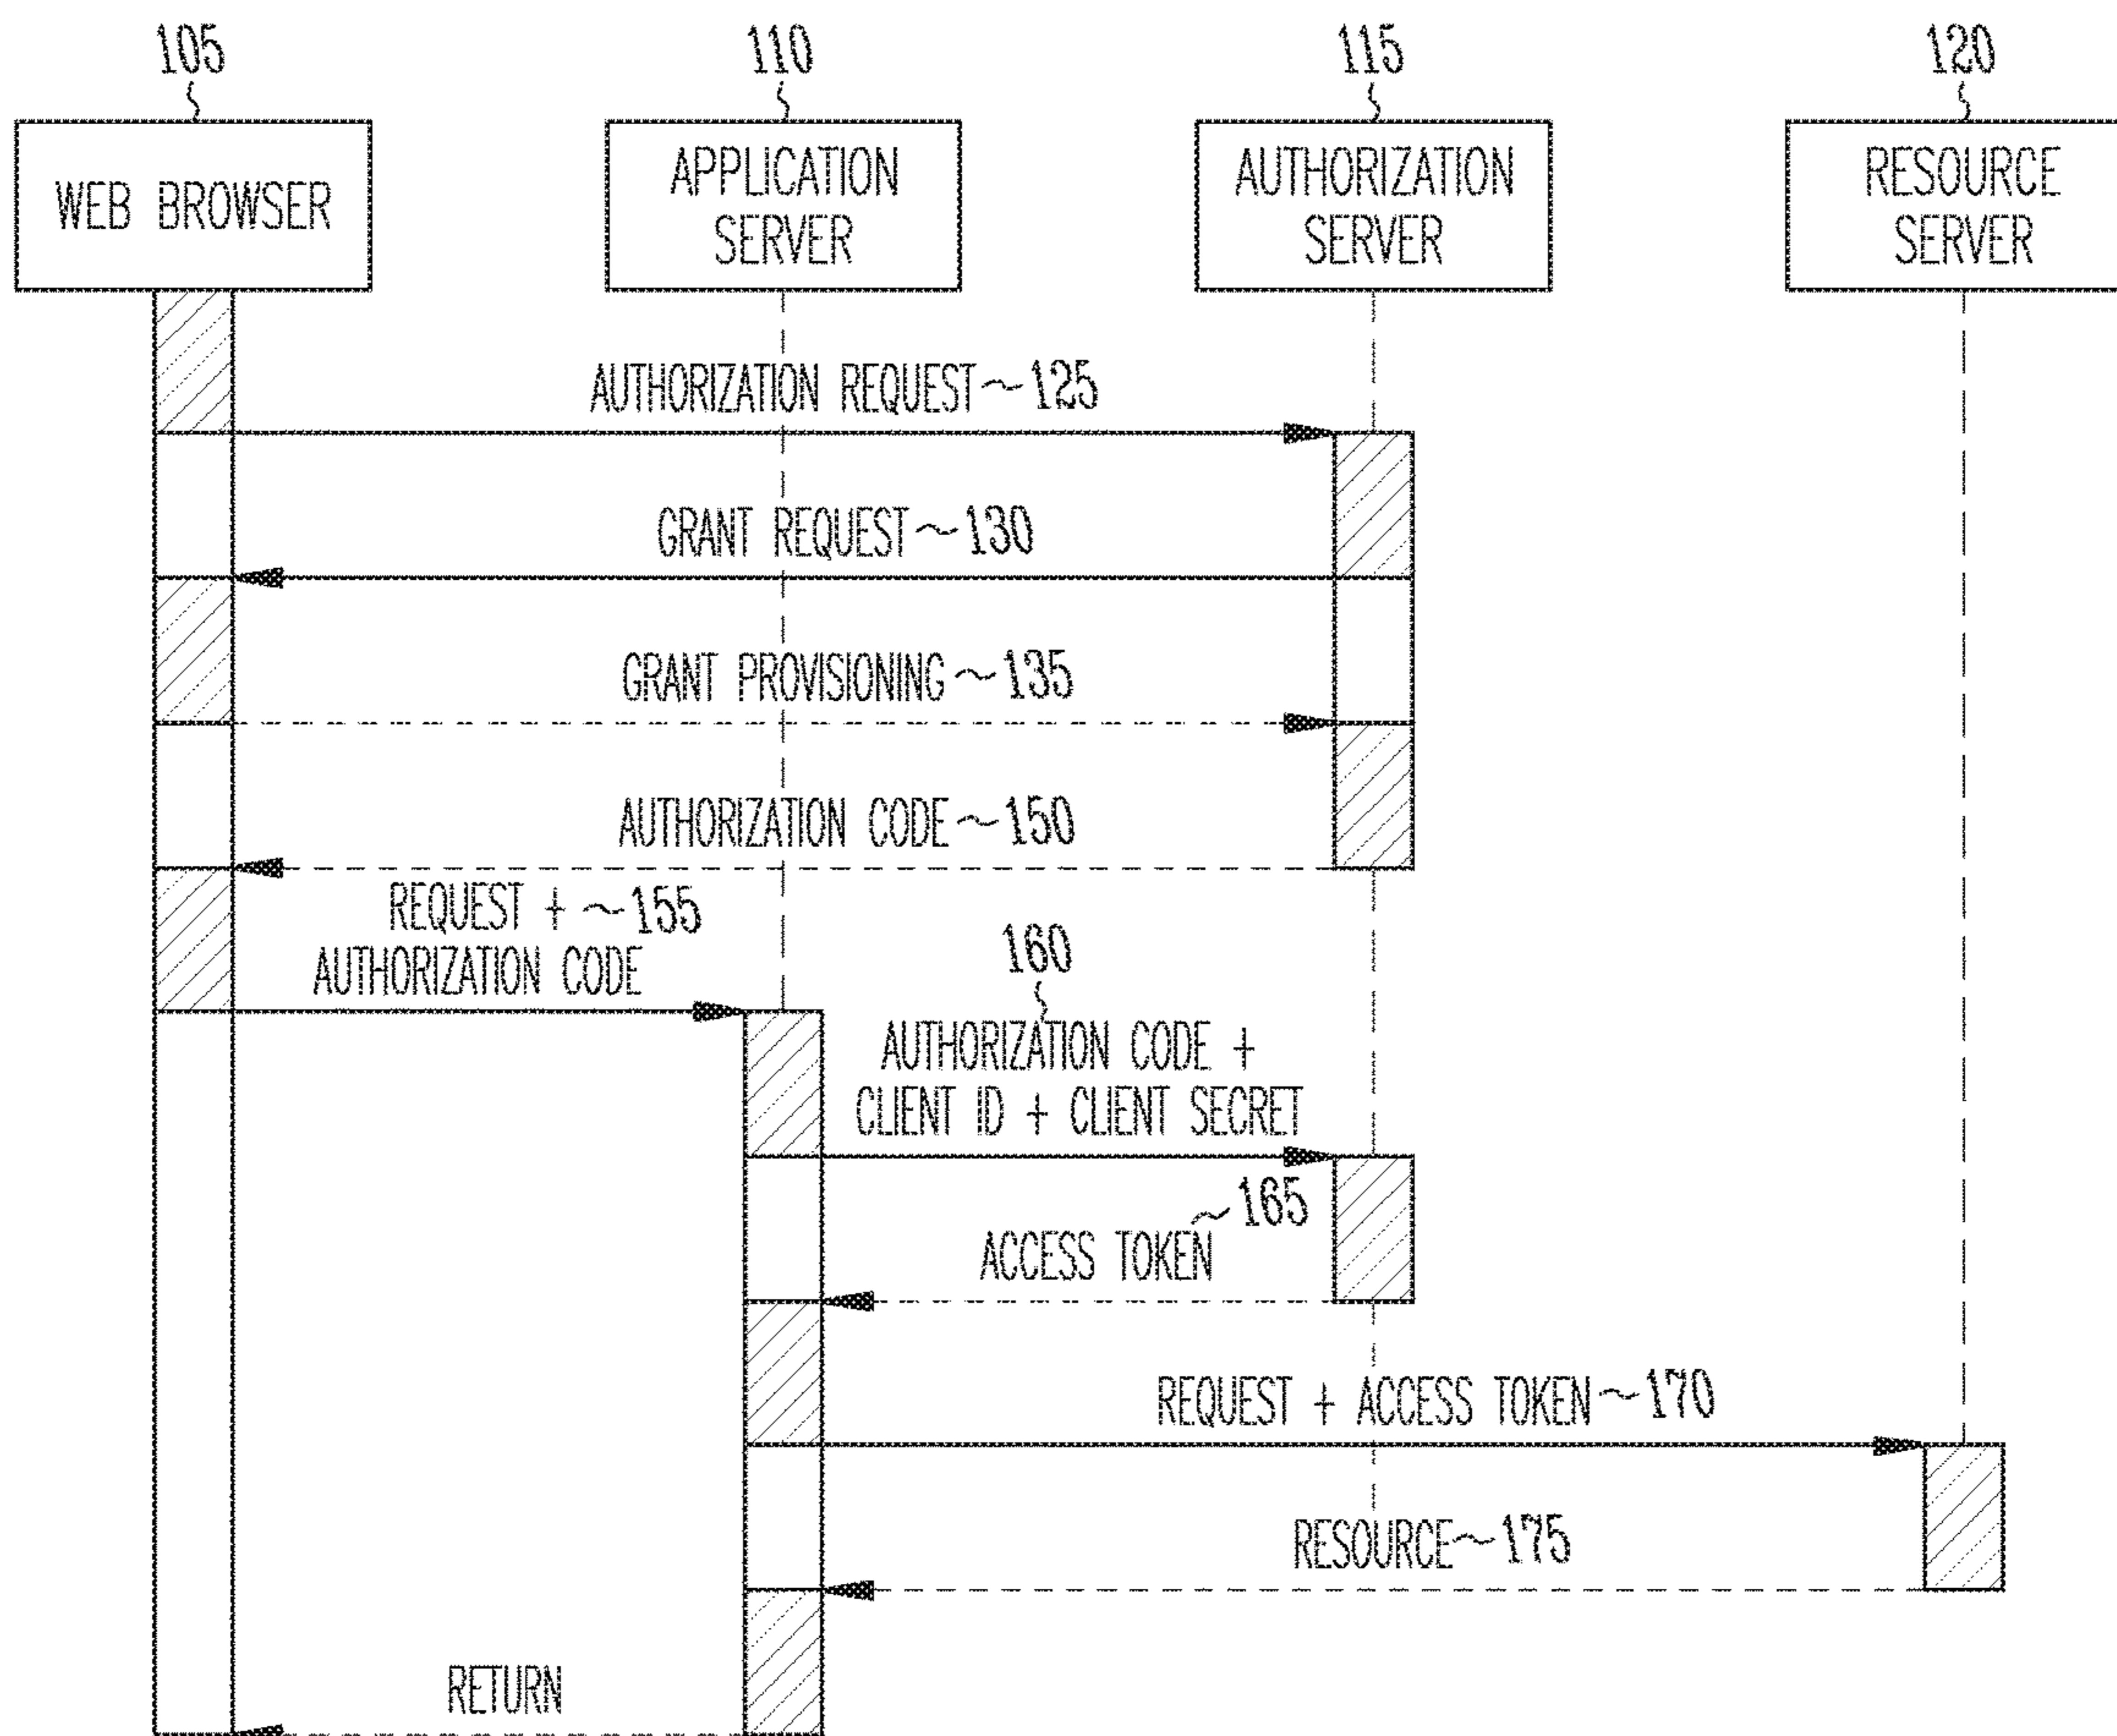 105
110
115
120
WEB BROWSER
APPLICATION
SERVER
AUTHORIZATION
SERVER
RESOURCE
SERVER
AUTHORIZATION REQUEST~125
GRANT REQUEST~130
GRANT PROVISIONING~135
AUTHORIZATION CODE~150
REQUEST + ~155
AUTHORIZATION CODE
160
AUTHORIZATION CODE +
CLIENT ID + CLIENT SECRET
~165
ACCESS TOKEN
REQUEST + ACCESS TOKEN~170
RESOURCE~175
RETURN